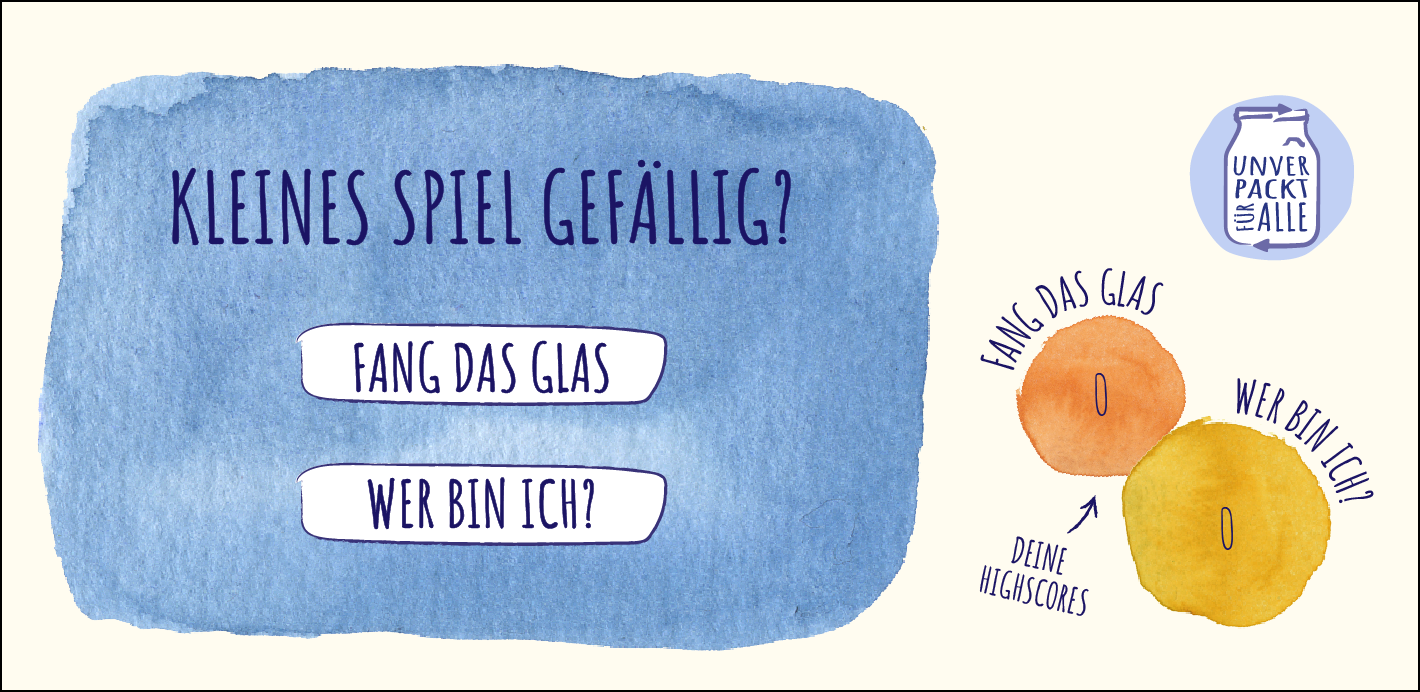 KLEINES SPIEL GEFÄLLIG?
FANG DAS GLAS
WER BIN ICH?
UNVER
PACKT
FÜR ALLE
FANG DAS GLAS
0
WER BIN ICH?
0
DEINE
HIGHSCORES